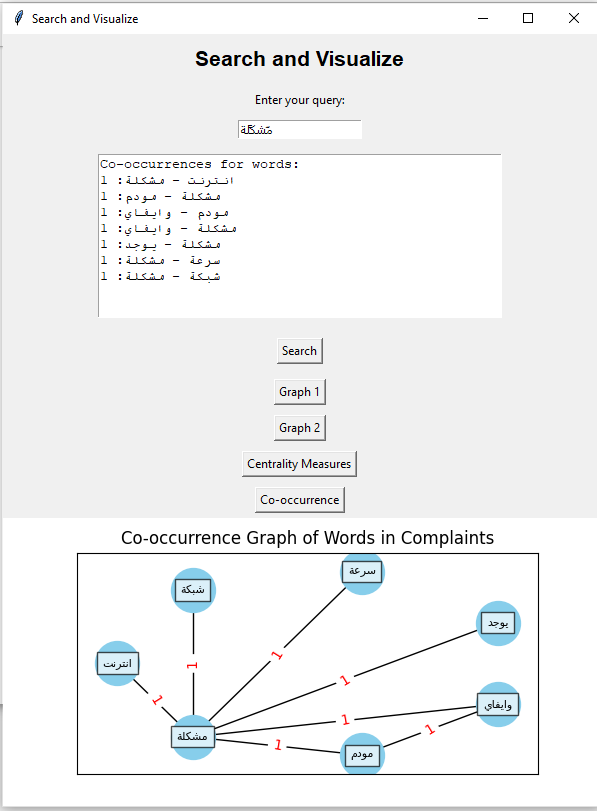 Search and Visualize
Search and Visualize
Enter your query:
مّشكلّة
Co-occurrences for words:
انترنت - مشكلة: 1
مشكلة - مودم: 1
مودم - وايفاي: 1
مشكلة - وايفاي: 1
مشكلة - يوجد: 1
سرعة - مشكلة: 1
شبكة - مشكلة: 1
Search
Graph 1
Graph 2
Centrality Measures
Co-occurrence
Co-occurrence Graph of Words in Complaints
سرعة
شبكة
يوجد
1
1
انترنت
1
1
وايفاي
1
1
1
مشكلة
مودم